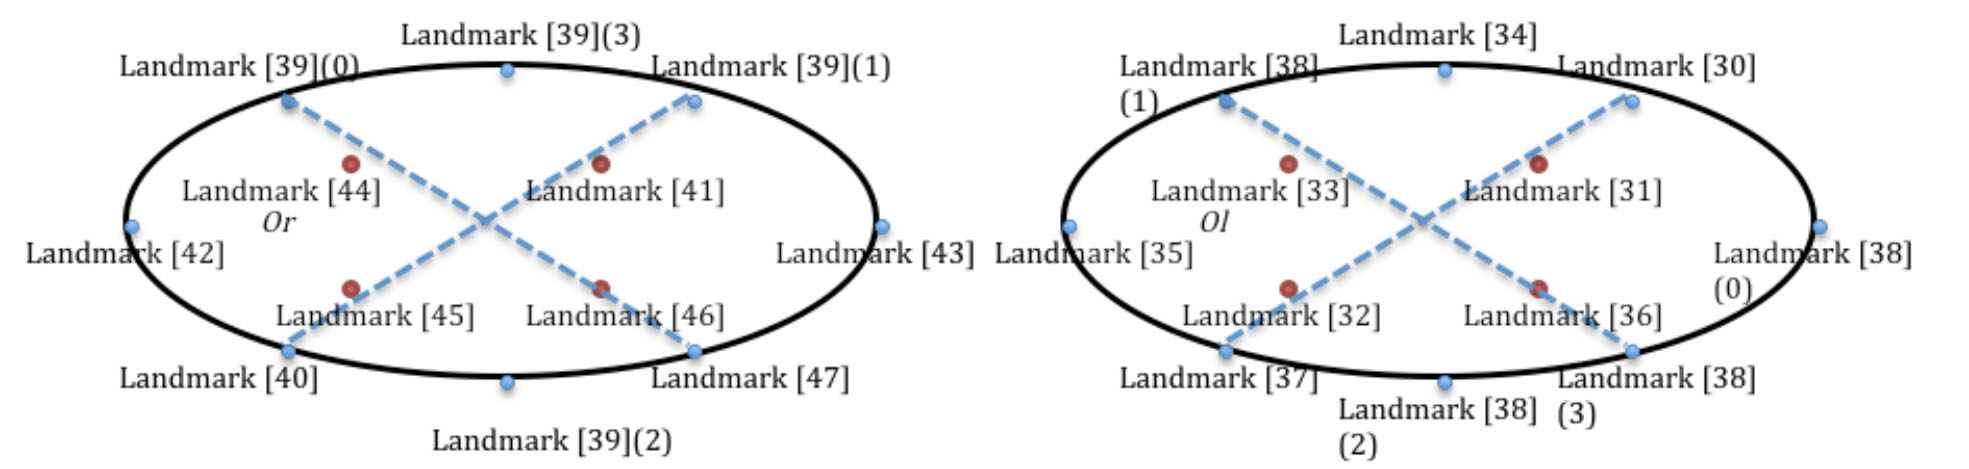 Landmark [39](3)
Landmark [39](0)
Landmark [39](1)
Landmark [44]
Or
Landmark [41]
Landmark [42]
Landmark [43]
Landmark [45]
Landmark [46]
Landmark [40]
Landmark [47]
Landmark [39](2)
Landmark [34]
Landmark [38]
(1)
Landmark [30]
Landmark [33]
Ol
Landmark [31]
Landmark [35]
Landmark [38]
(0)
Landmark [32]
Landmark [36]
Landmark [37]
Landmark [38]
(3)
Landmark [38]
(2)